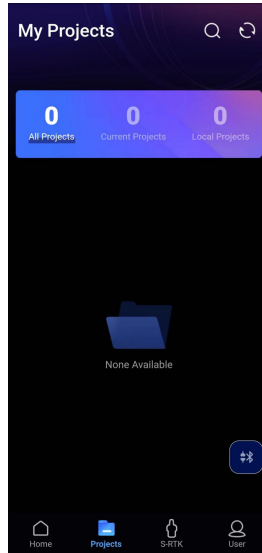 My Projects
0 0 0
All Projects Current Projects Local Projects
None Available
Home Projects S-RTK User